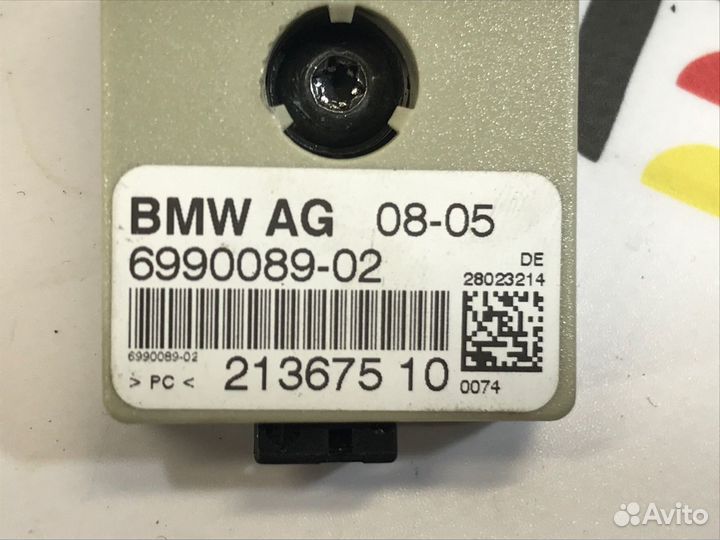 BMW AG 08-05
6990089-02
DE
28023214
6990089-02
> PC < 213675 10
0074
Avito